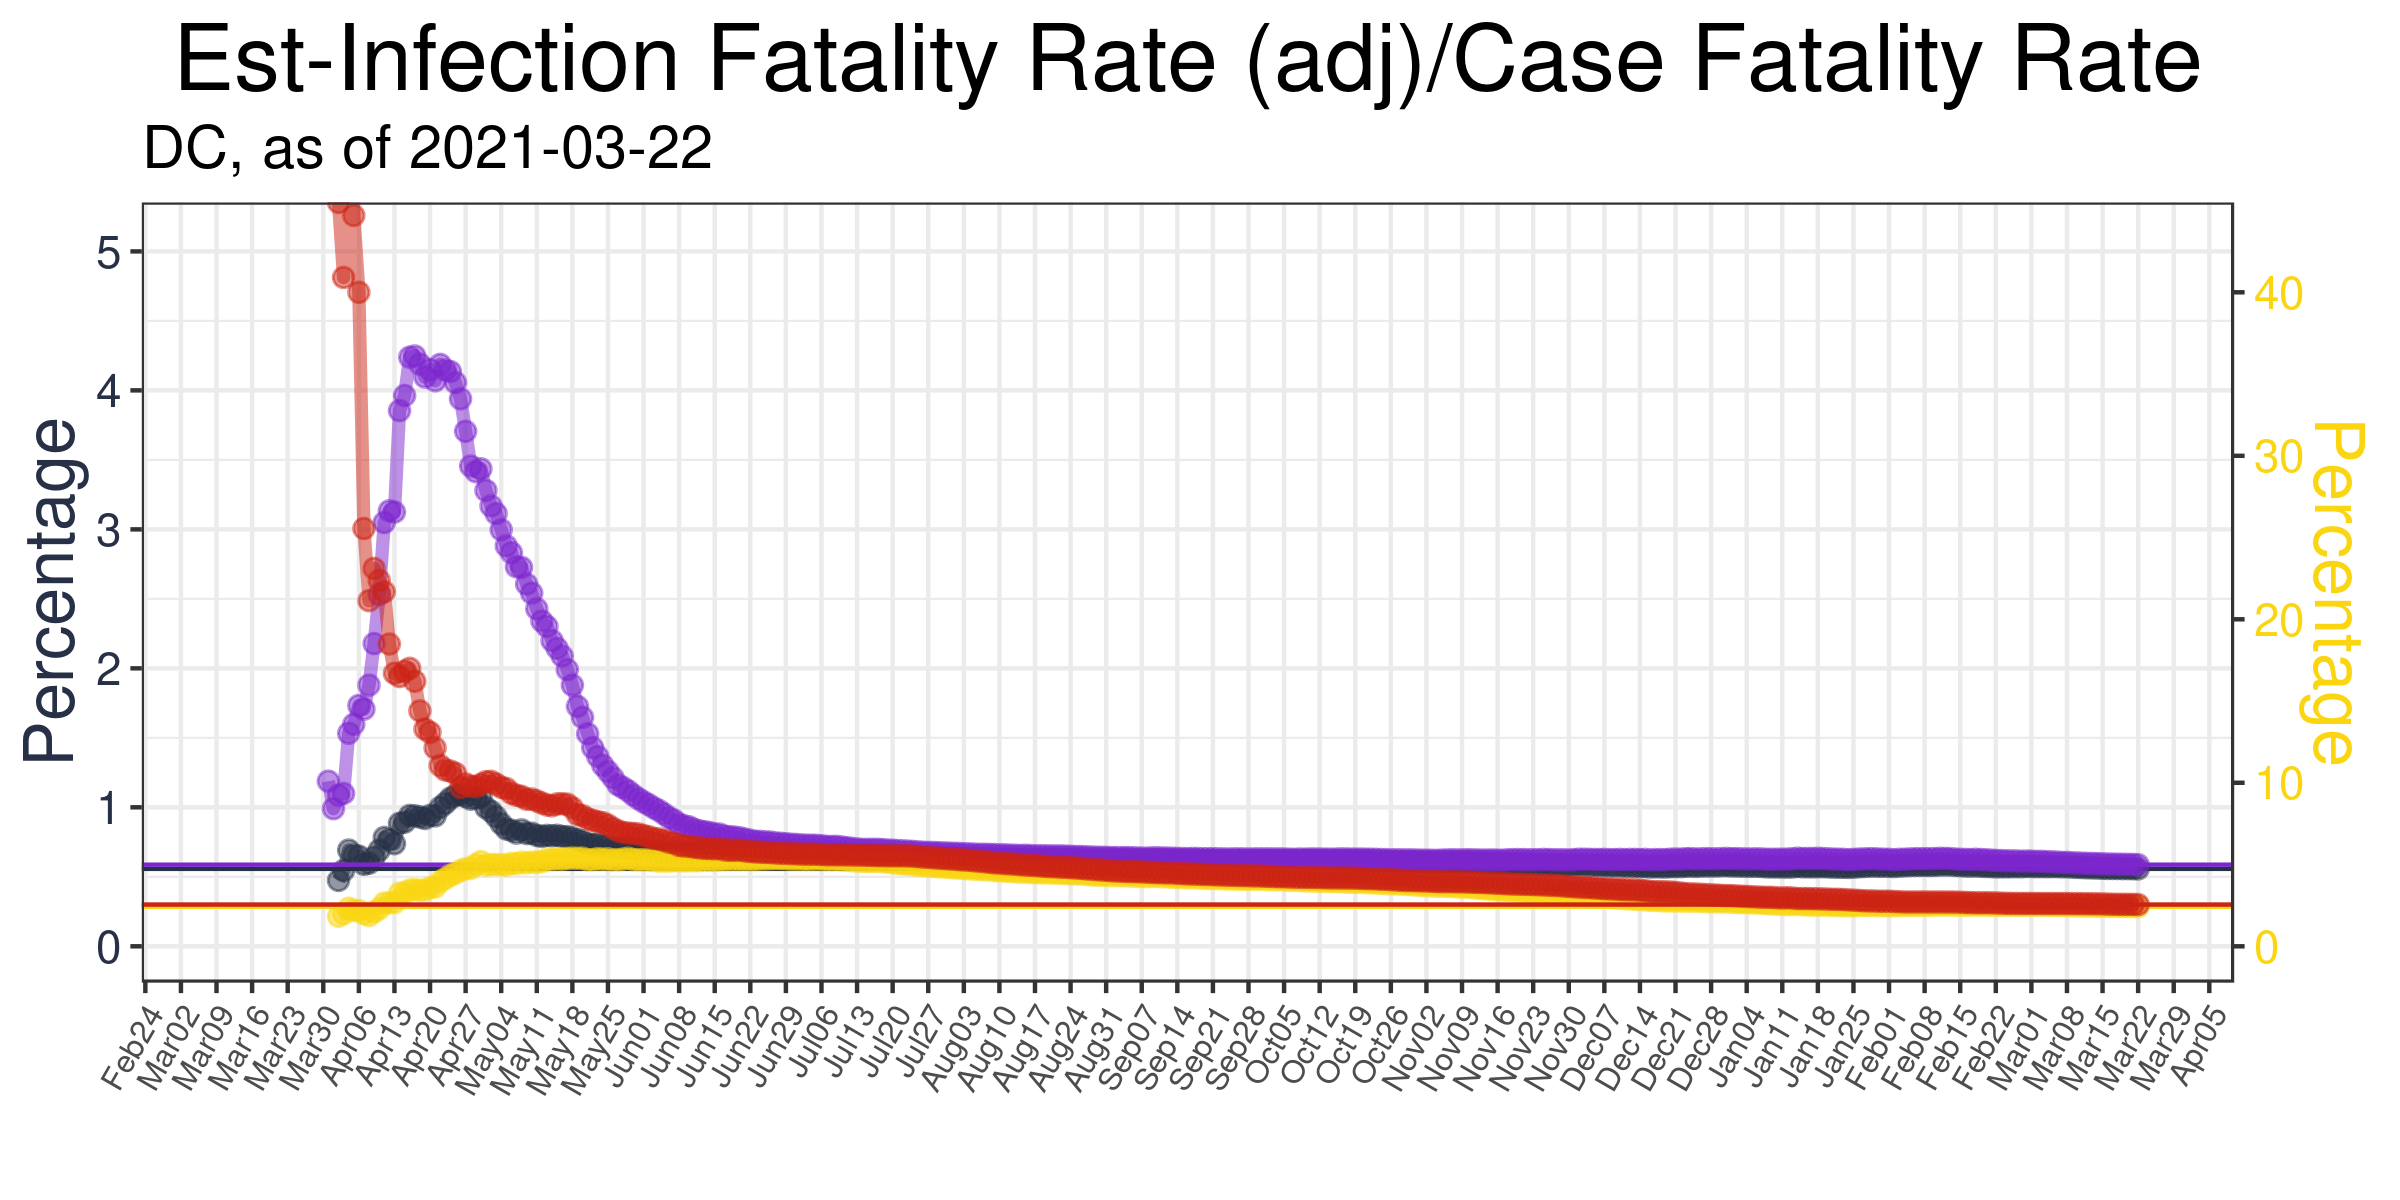 Est-Infection Fatality Rate (adj)/Case Fatality Rate
DC, as of 2021-03-22
Percentage
5
4
3
2
1
0
40
30
20
10
0
Percentage
Feb24
Mar02
Mar09
Mar16
Mar23
Mar30
Apr06
Apr13
Apr20
Apr27
May04
May11
May18
May25
Jun01
Jun08
Jun15
Jun22
Jun29
Jul06
Jul13
Jul20
Jul27
Aug03
Aug10
Aug17
Aug24
Aug31
Sep07
Sep14
Sep21
Sep28
Oct05
Oct12
Oct19
Oct26
Nov02
Nov09
Nov16
Nov23
Nov30
Dec07
Dec14
Dec21
Dec28
Jan04
Jan11
Jan18
Jan25
Feb01
Feb08
Feb15
Feb22
Mar01
Mar08
Mar15
Mar22
Mar29
Apr05